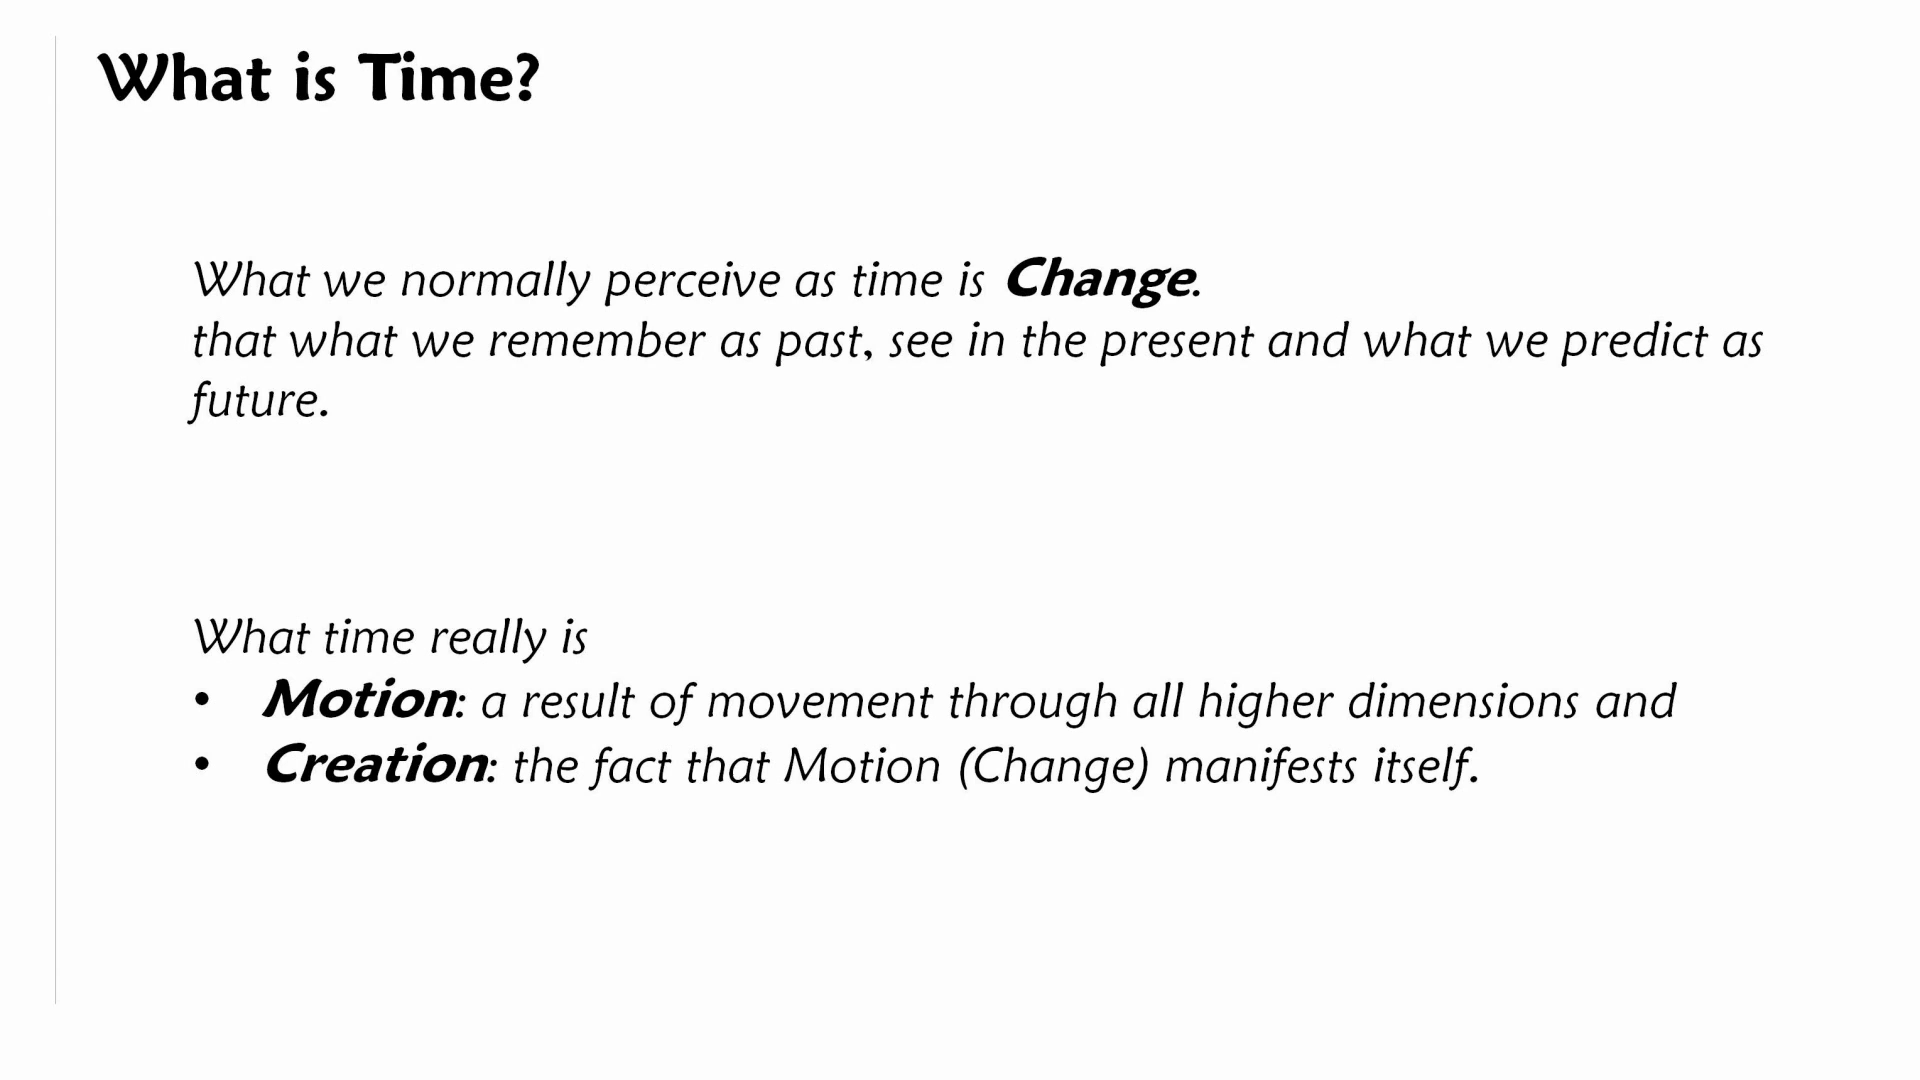 What is Time?
What we normally perceive as time is Change.
that what we remember as past, see in the present and what we predict as
future.
What time really is
• Motion: a result of movement through all higher dimensions and
• Creation: the fact that Motion (Change) manifests itself.